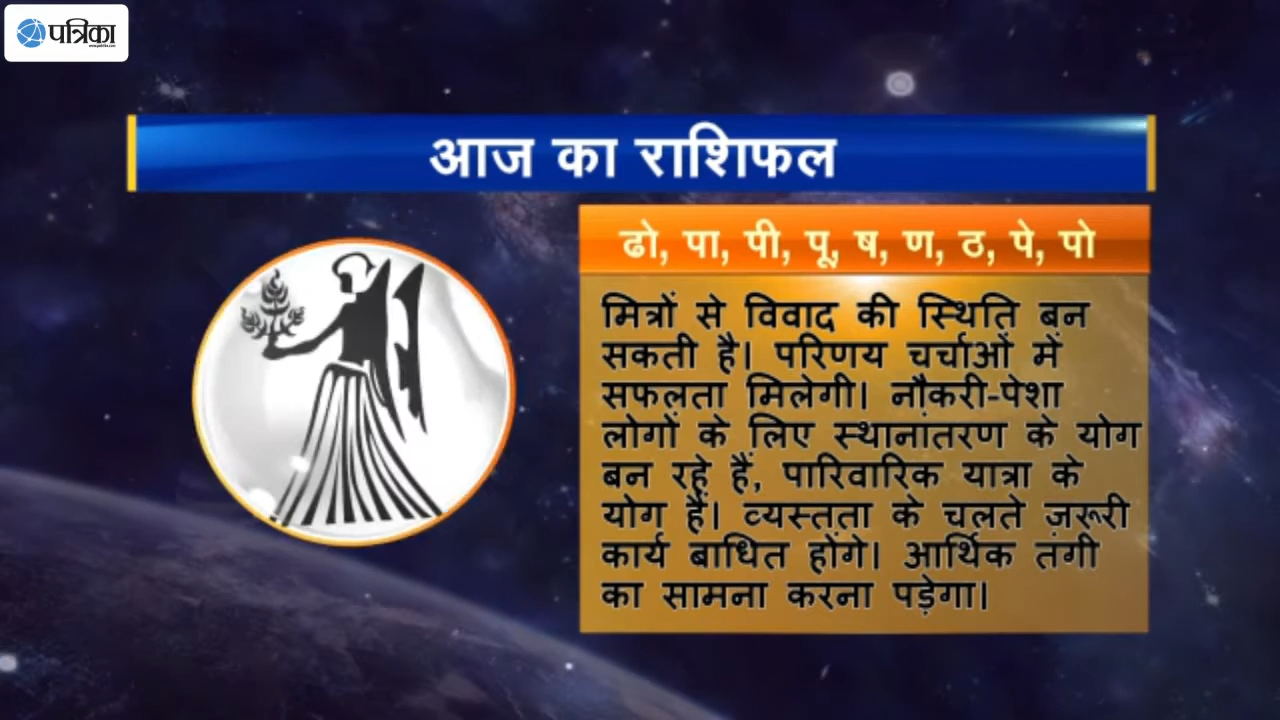 पत्रिका
आज का राशिफल
ढो, पा, पी, पू, ष, ण, ठ, पे, पो
मित्रों से विवाद की स्थिति बन
सकती है। परिणय चर्चाओं में
सफलता मिलेगी। नौकरी-पेशा
लोगों के लिए स्थानांतरण के योग
बन रहे हैं, पारिवारिक यात्रा के
योग हैं। व्यस्तता के चलते ज़रूरी
कार्य बाधित होंगे। आर्थिक तंगी
का सामना करना पड़ेगा।